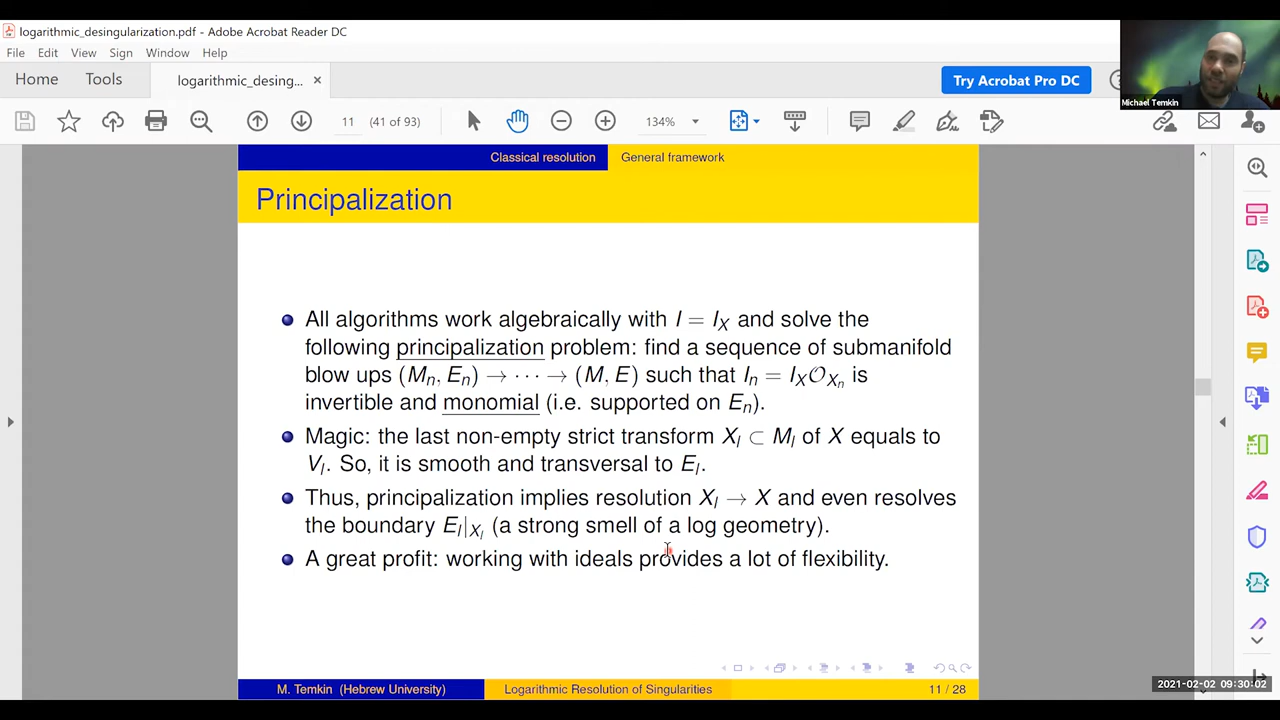 logarithmic_desingularization.pdf - Adobe Acrobat Reader DC
File Edit View Sign Window Help
Home Tools logarithmic_desing... × Try Acrobat Pro DC
Michael Temkin
11 (41 of 93) 134%
Classical resolution General framework
Principalization
All algorithms work algebraically with I = I_X and solve the
following principalization problem: find a sequence of submanifold
blow ups (M_n, E_n) → ··· → (M, E) such that I_n = I_X𝒪_{X_n} is
invertible and monomial (i.e. supported on E_n).
Magic: the last non-empty strict transform X_l ⊂ M_l of X equals to
V_l. So, it is smooth and transversal to E_l.
Thus, principalization implies resolution X_l → X and even resolves
the boundary E_l|_{X_l} (a strong smell of a log geometry).
A great profit: working with ideals provides a lot of flexibility.
M. Temkin (Hebrew University) Logarithmic Resolution of Singularities 11 / 28
2021-02-02 09:30:02